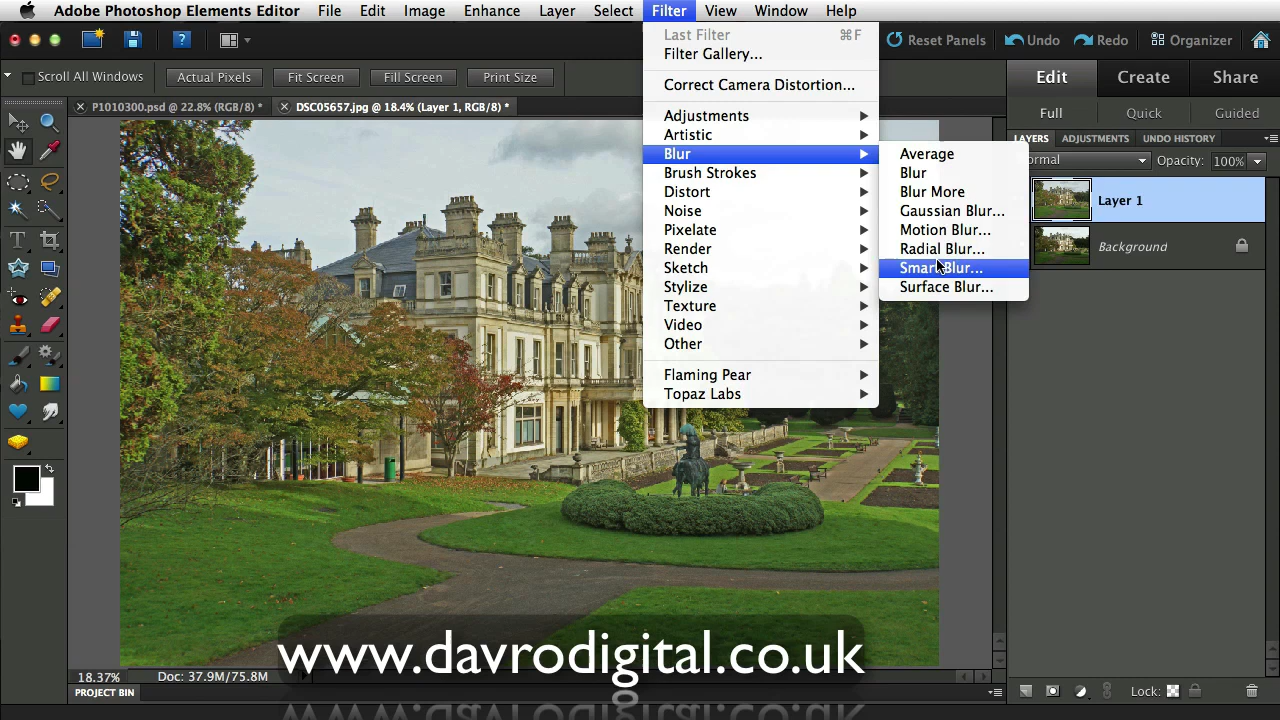 Adobe Photoshop Elements Editor File Edit Image Enhance Layer Select Filter View Window Help
Reset Panels Undo Redo Organizer
Scroll All Windows Actual Pixels Fit Screen Fill Screen Print Size
Edit Create Share
Full Quick Guided
P1010300.psd @ 22.8% (RGB/8) * DSC05657.jpg @ 18.4% (Layer 1, RGB/8) *
LAYERS ADJUSTMENTS UNDO HISTORY
Opacity: 100%
Layer 1
Background
Last Filter ⌘F
Filter Gallery...
Correct Camera Distortion...
Adjustments
Artistic
Blur
Brush Strokes
Distort
Noise
Pixelate
Render
Sketch
Stylize
Texture
Video
Other
Flaming Pear
Topaz Labs
Average
Blur
Blur More
Gaussian Blur...
Motion Blur...
Radial Blur...
Smart Blur...
Surface Blur...
www.davrodigital.co.uk
18.37% Doc: 37.9M/75.8M
PROJECT BIN
Lock: